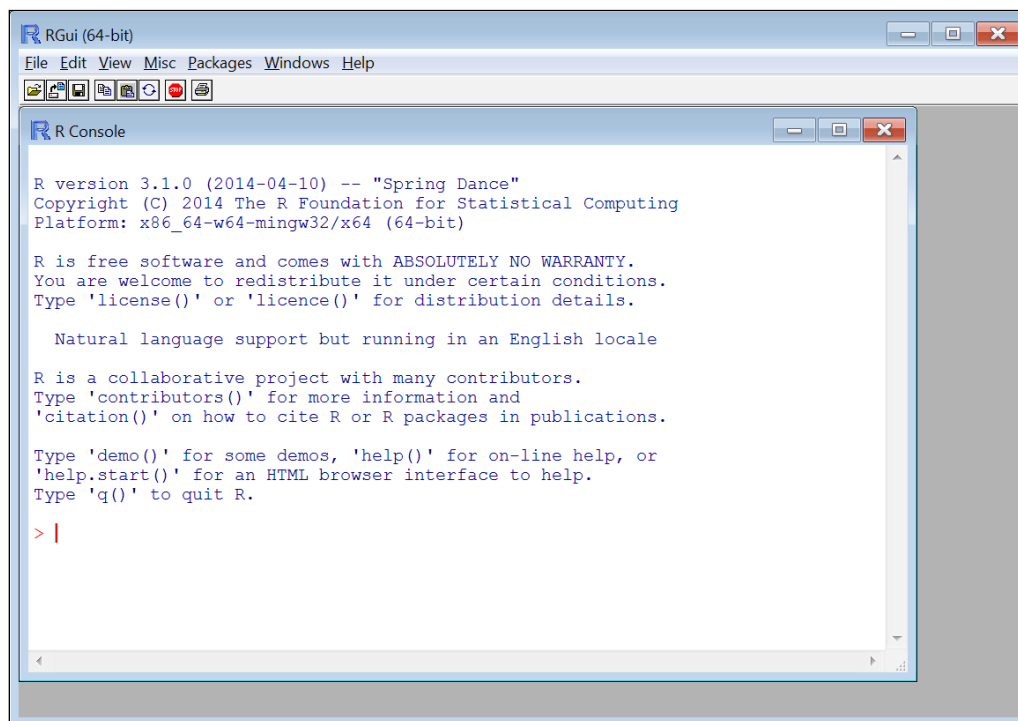 RGui (64-bit)
File Edit View Misc Packages Windows Help
STOP
R Console
R version 3.1.0 (2014-04-10) -- "Spring Dance"
Copyright (C) 2014 The R Foundation for Statistical Computing
Platform: x86_64-w64-mingw32/x64 (64-bit)
R is free software and comes with ABSOLUTELY NO WARRANTY.
You are welcome to redistribute it under certain conditions.
Type 'license()' or 'licence()' for distribution details.
Natural language support but running in an English locale
R is a collaborative project with many contributors.
Type 'contributors()' for more information and
'citation()' on how to cite R or R packages in publications.
Type 'demo()' for some demos, 'help()' for on-line help, or
'help.start()' for an HTML browser interface to help.
Type 'q()' to quit R.
>